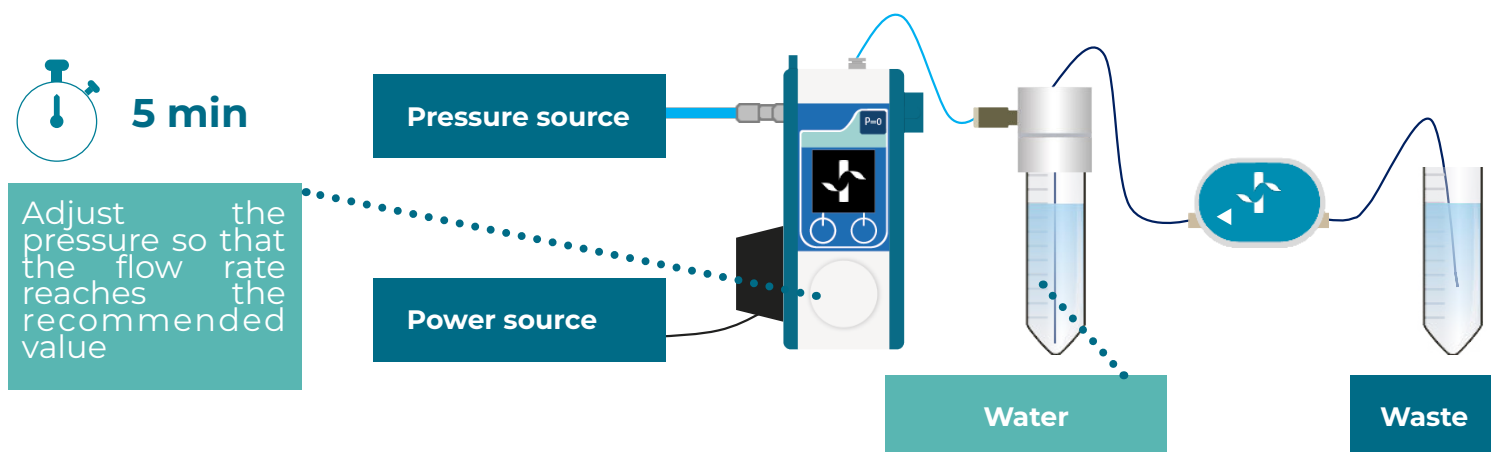 5 min
Pressure source
P=0
Adjust the
pressure so that
the flow rate
reaches the
recommended
value
Power source
Water
Waste